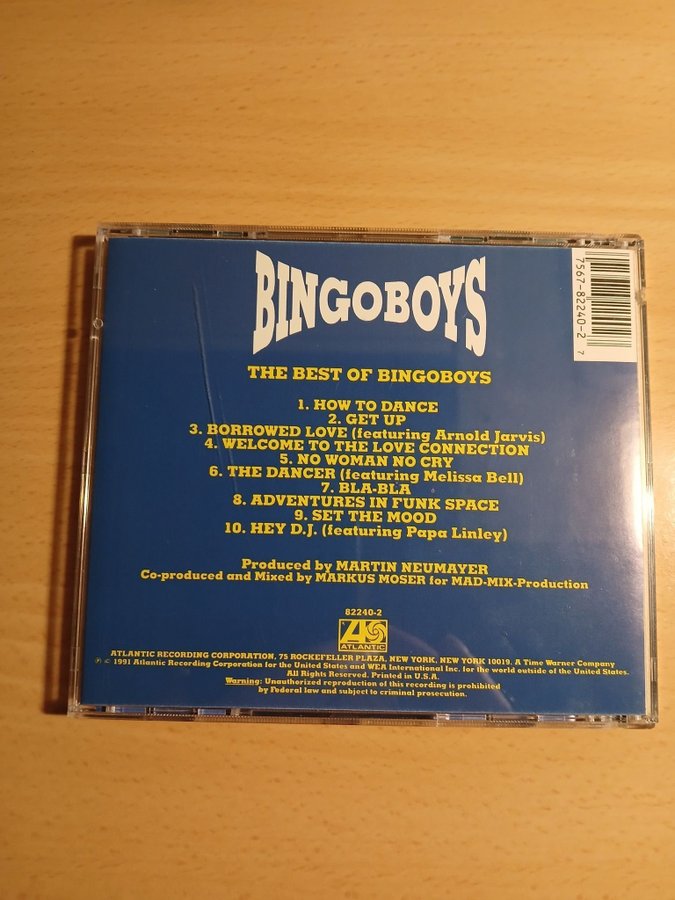 BINGOBOYS
7567-82240-2
7
THE BEST OF BINGOBOYS
1. HOW TO DANCE
2. GET UP
3. BORROWED LOVE (featuring Arnold Jarvis)
4. WELCOME TO THE LOVE CONNECTION
5. NO WOMAN NO CRY
6. THE DANCER (featuring Melissa Bell)
7. BLA-BLA
8. ADVENTURES IN FUNK SPACE
9. SET THE MOOD
10. HEY D.J. (featuring Papa Linley)
Produced by MARTIN NEUMAYER
Co-produced and Mixed by MARKUS MOSER for MAD-MIX-Production
82240-2
ATLANTIC
ATLANTIC RECORDING CORPORATION, 75 ROCKEFELLER PLAZA, NEW YORK, NEW YORK 10019. A Time Warner Company
℗ © 1991 Atlantic Recording Corporation for the United States and WEA International Inc. for the world outside of the United States.
All Rights Reserved. Printed in U.S.A.
Warning: Unauthorized reproduction of this recording is prohibited
by Federal law and subject to criminal prosecution.